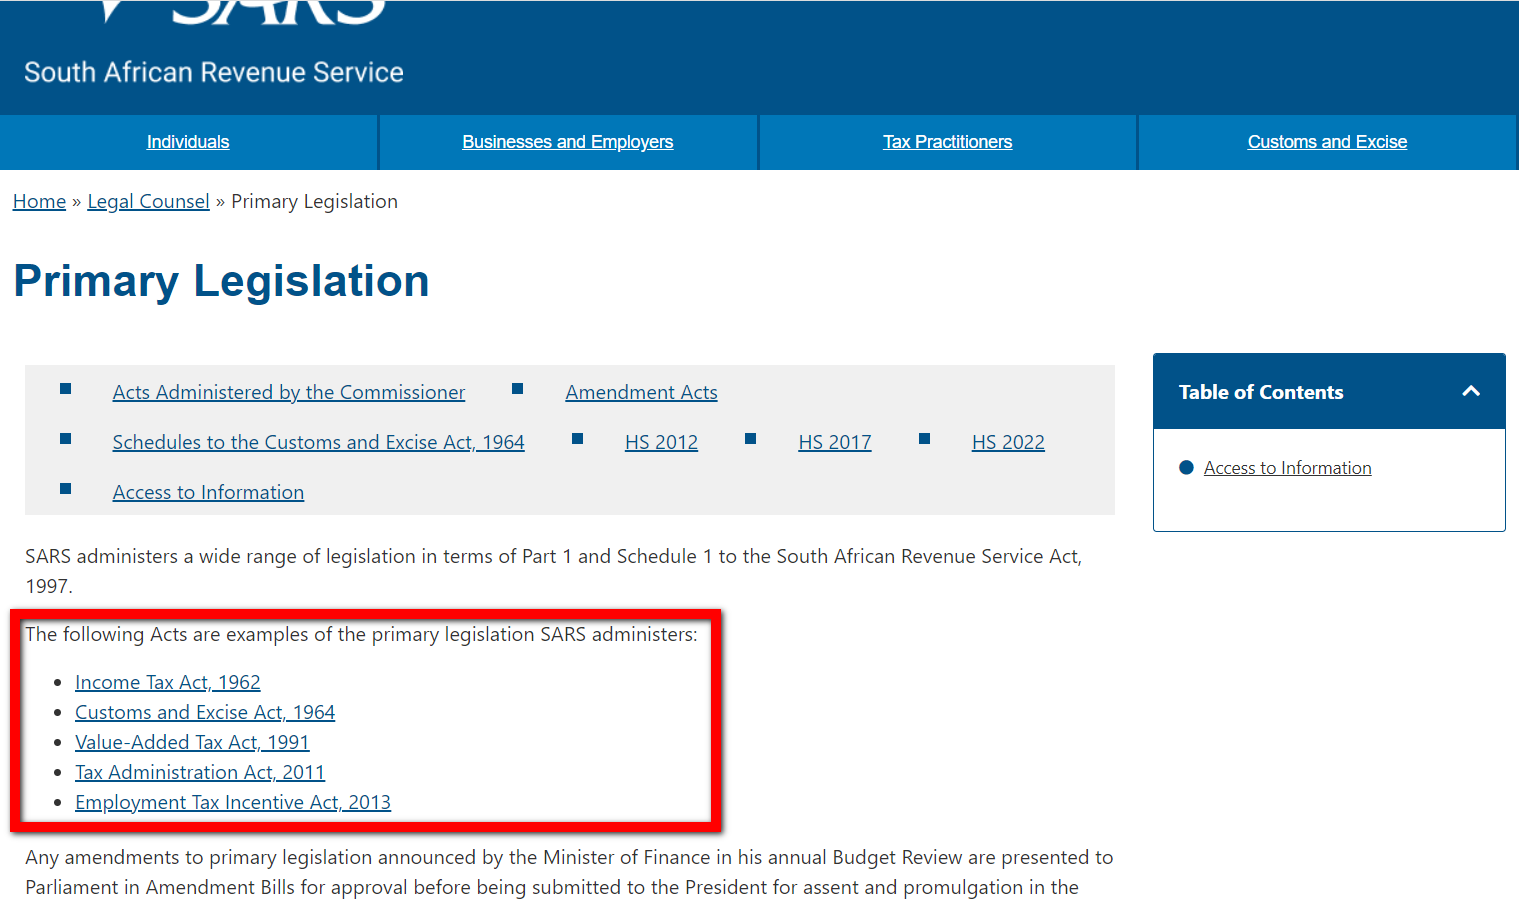 South African Revenue Service
Individuals
Businesses and Employers
Tax Practitioners
Customs and Excise
Home » Legal Counsel » Primary Legislation
Primary Legislation
Acts Administered by the Commissioner
Amendment Acts
Schedules to the Customs and Excise Act, 1964
HS 2012
HS 2017
HS 2022
Access to Information
Table of Contents
Access to Information
SARS administers a wide range of legislation in terms of Part 1 and Schedule 1 to the South African Revenue Service Act,
1997.
The following Acts are examples of the primary legislation SARS administers:
Income Tax Act, 1962
Customs and Excise Act, 1964
Value-Added Tax Act, 1991
Tax Administration Act, 2011
Employment Tax Incentive Act, 2013
Any amendments to primary legislation announced by the Minister of Finance in his annual Budget Review are presented to
Parliament in Amendment Bills for approval before being submitted to the President for assent and promulgation in the